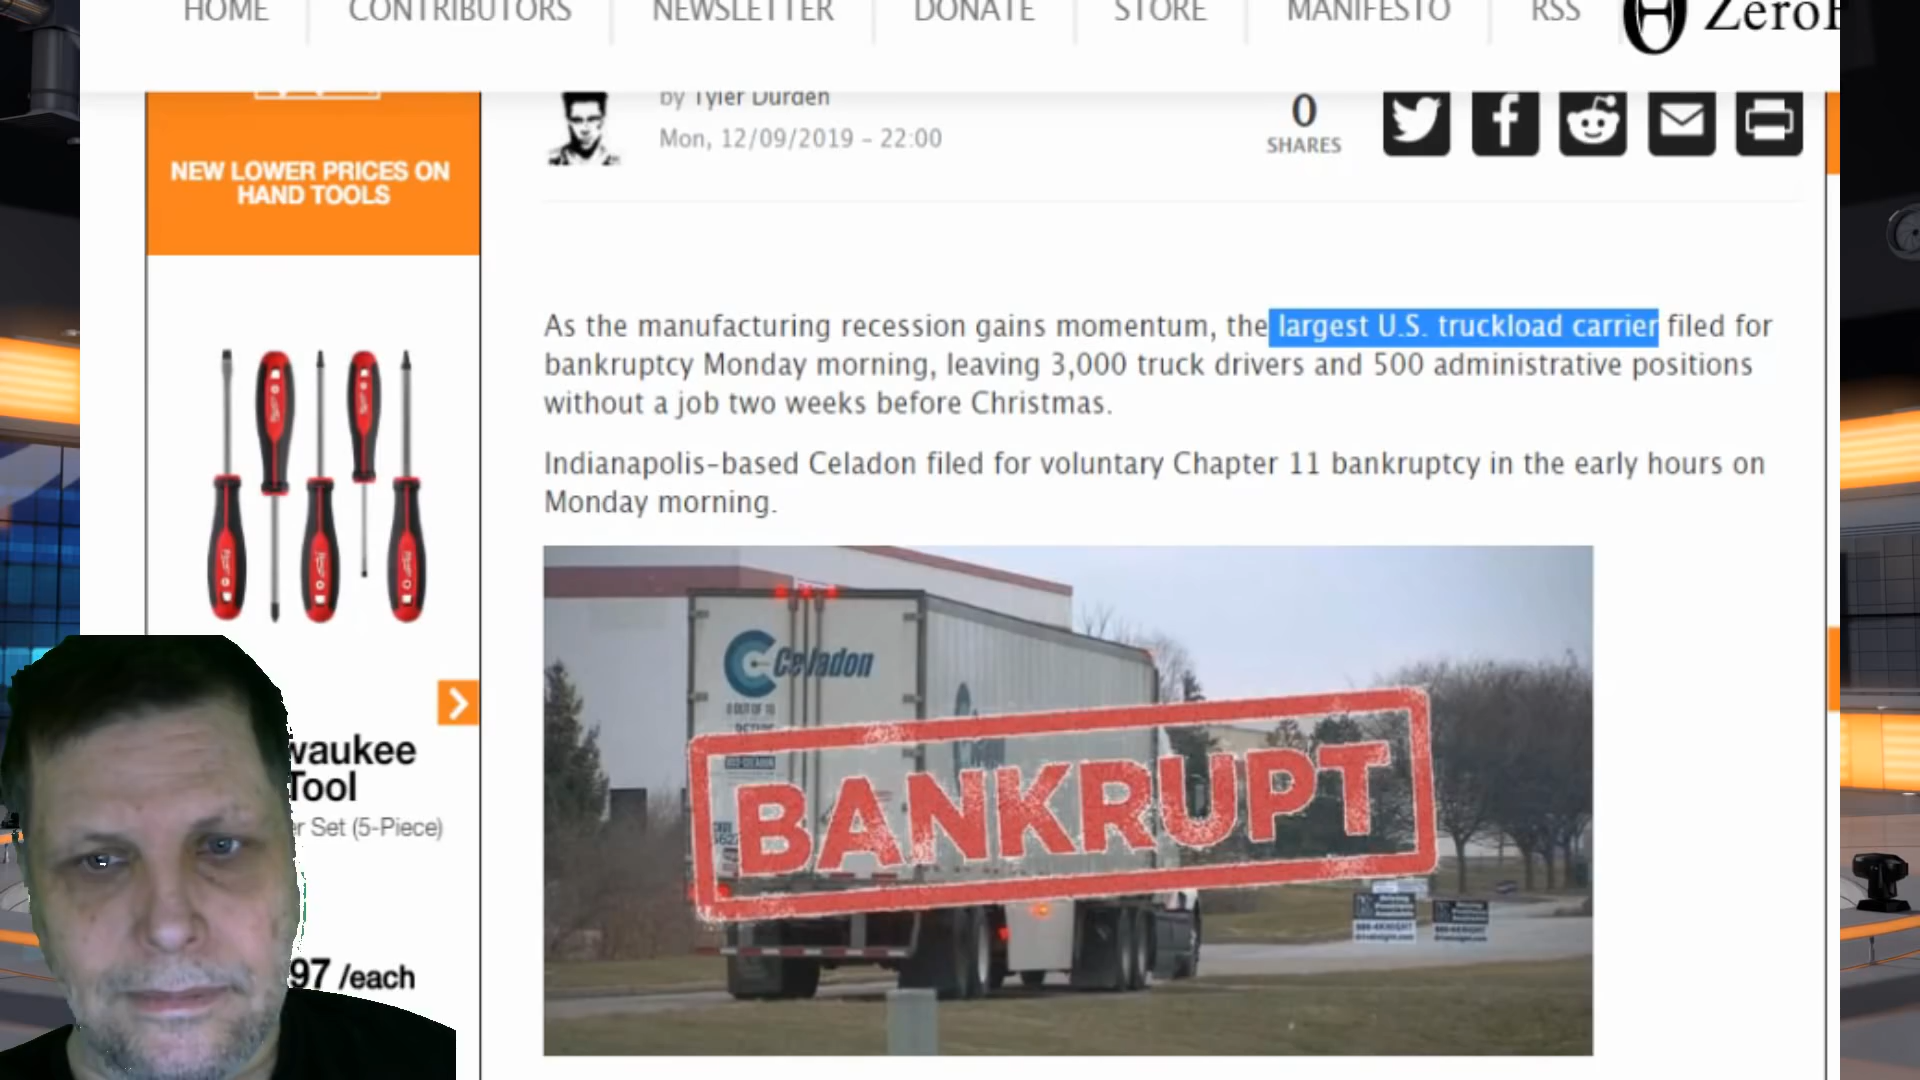 HOME
CONTRIBUTORS
NEWSLETTER
DONATE
STORE
MANIFESTO
RSS
NEW LOWER PRICES ON
HAND TOOLS
by Tyler Durden
Mon, 12/09/2019 – 22:00
0
SHARES
As the manufacturing recession gains momentum, the largest U.S. truckload carrier filed for
bankruptcy Monday morning, leaving 3,000 truck drivers and 500 administrative positions
without a job two weeks before Christmas.
Indianapolis-based Celadon filed for voluntary Chapter 11 bankruptcy in the early hours on
Monday morning.
Celadon
BANKRUPT
waukee
Tool
er Set (5-Piece)
97 /each